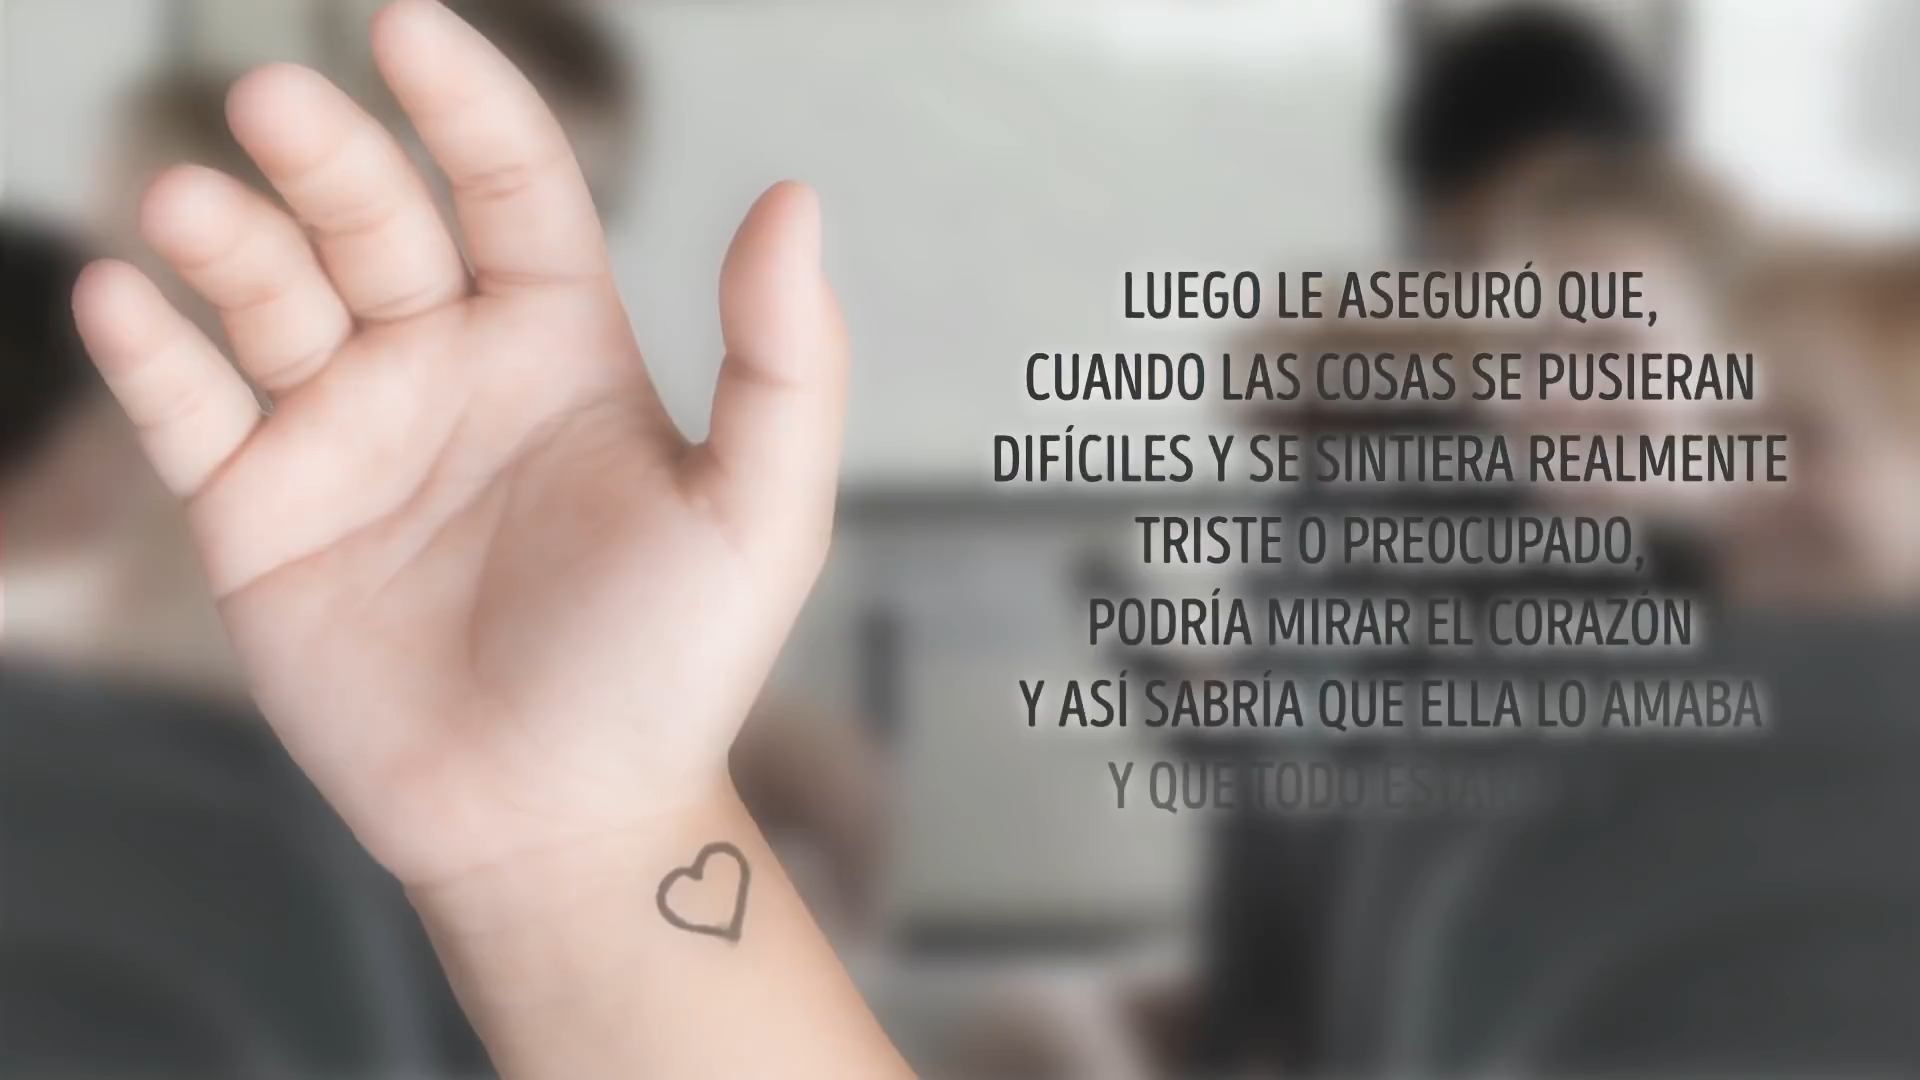 LUEGO LE ASEGURÓ QUE,
CUANDO LAS COSAS SE PUSIERAN
DIFÍCILES Y SE SINTIERA REALMENTE
TRISTE O PREOCUPADO,
PODRÍA MIRAR EL CORAZÓN
Y ASÍ SABRÍA QUE ELLA LO AMABA
Y QUE TODO